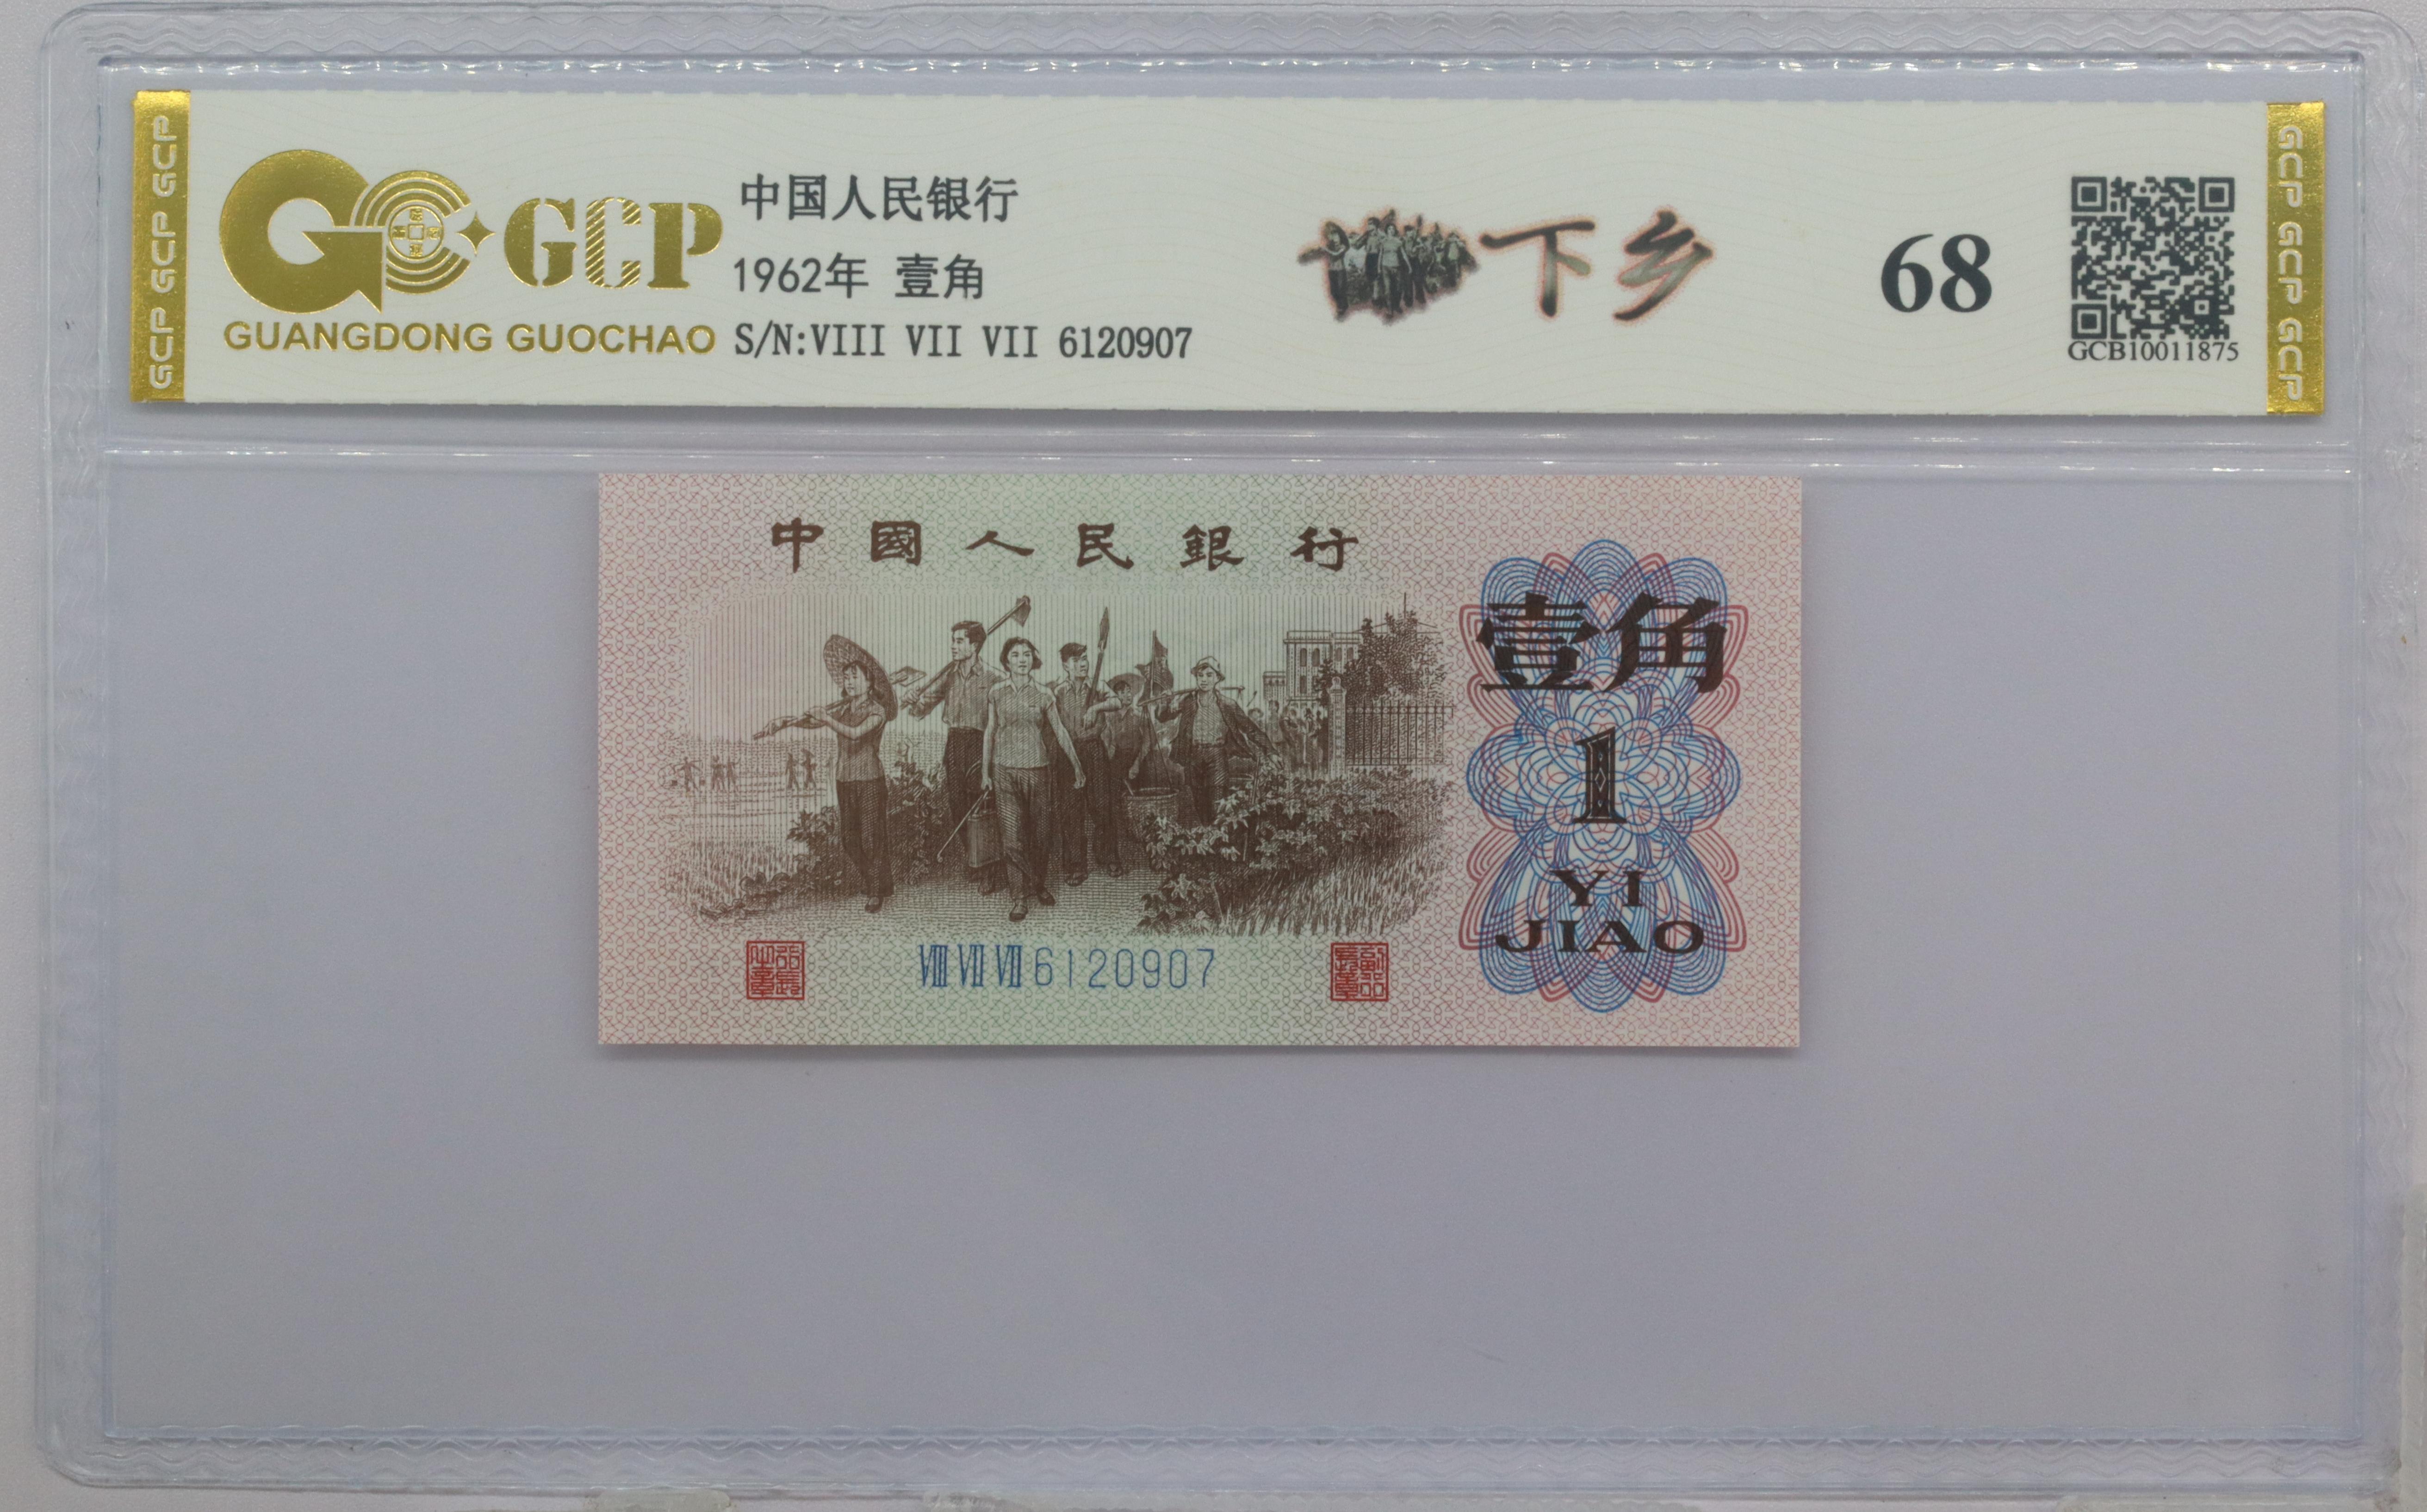 GCP GCP GCP
GCP
GUANGDONG GUOCHAO
中国人民银行
1962年 壹角
S/N:VIII VII VII 6120907
下乡
68
GCB10011875
GCP GCP GCP
中國人民銀行
壹角
1
YI
JIAO
VIII VII VII 6120907